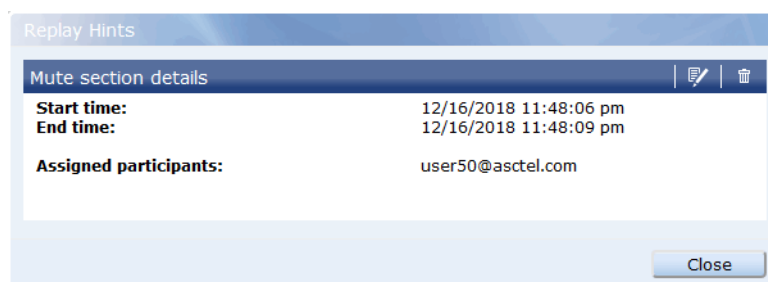 Replay Hints
Mute section details
Start time: 12/16/2018 11:48:06 pm
End time: 12/16/2018 11:48:09 pm
Assigned participants: user50@asctel.com
Close